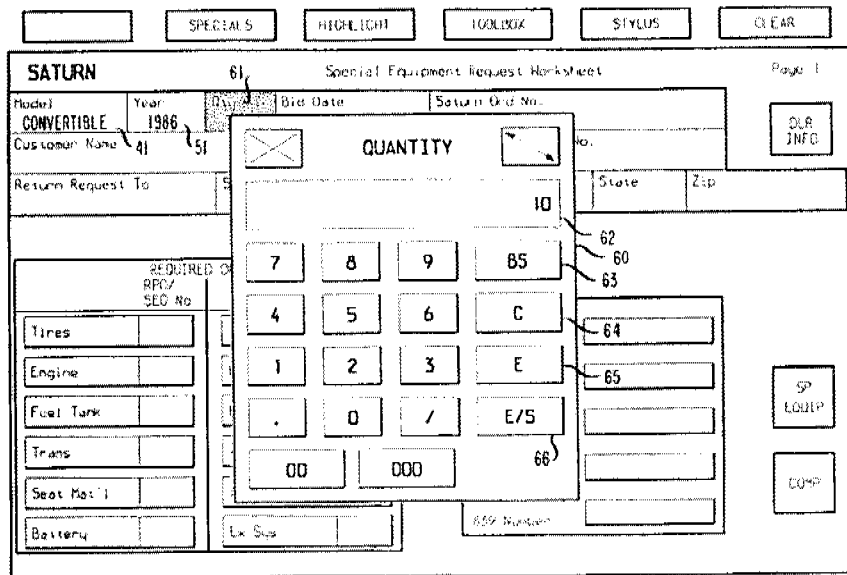 SPECIALS HIGHLIGHT TOOLBOX STYLUS CLEAR
SATURN 61 Special Equipment Request Worksheet Page 1
Model Year Bid Date Saturn Ord No.
CONVERTIBLE 41 1986 51
DLR
INFO
Customer Name No.
QUANTITY
Return Request To S State Zip
10
62
60
7 8 9 BS 63
REQUIRED
RPO/
SEO No
4 5 6 C 64
Tires
1 2 3 E 65
Engine
SP
EQUIP
Fuel Tank
. 0 / E/S 66
Trans
00 000
COMP
Seat Mat'l
Number
Battery Ex Sys